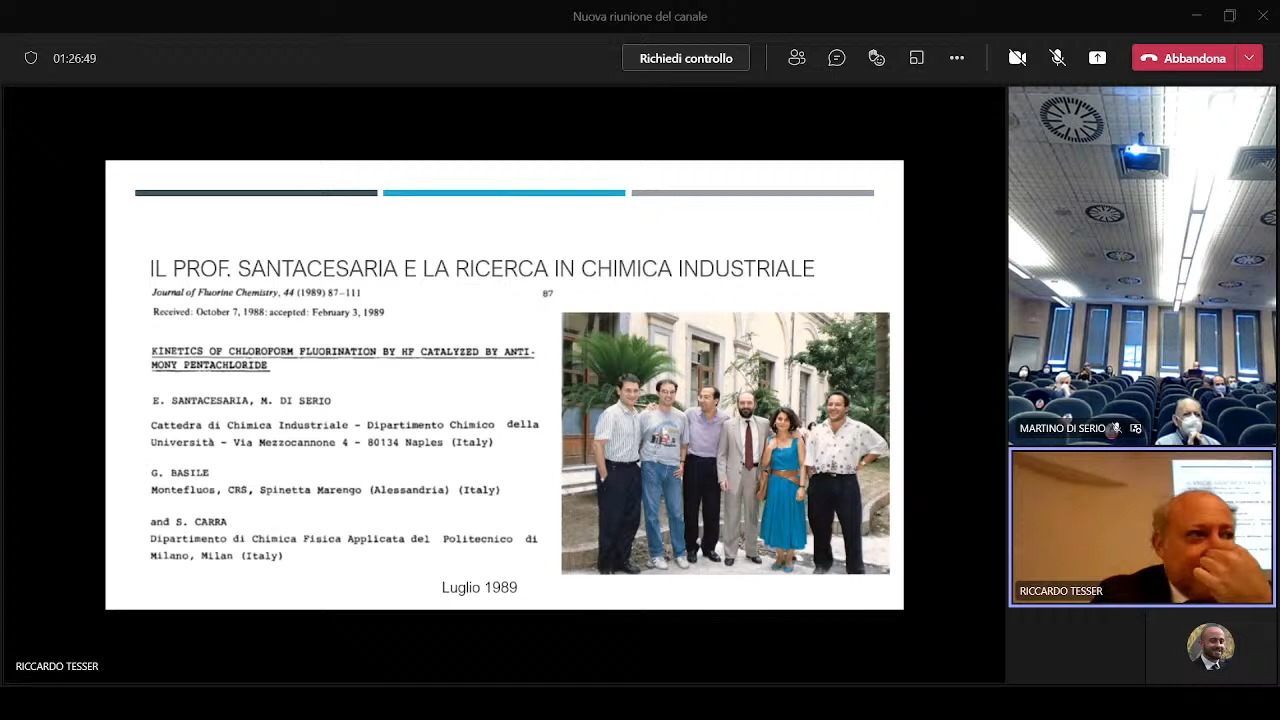 Nuova riunione del canale
01:26:49
Richiedi controllo
Abbandona
IL PROF. SANTACESARIA E LA RICERCA IN CHIMICA INDUSTRIALE
Journal of Fluorine Chemistry, 44 (1989) 87–111
87
Received: October 7, 1988; accepted: February 3, 1989
KINETICS OF CHLOROFORM FLUORINATION BY HF CATALYZED BY ANTI-
MONY PENTACHLORIDE
E. SANTACESARIA, M. DI SERIO
Cattedra di Chimica Industriale - Dipartimento Chimico della
Università - Via Mezzocannone 4 - 80134 Naples (Italy)
G. BASILE
Montefluos, CRS, Spinetta Marengo (Alessandria) (Italy)
and S. CARRA
Dipartimento di Chimica Fisica Applicata del Politecnico di
Milano, Milan (Italy)
Luglio 1989
MARTINO DI SERIO
RICCARDO TESSER
RICCARDO TESSER